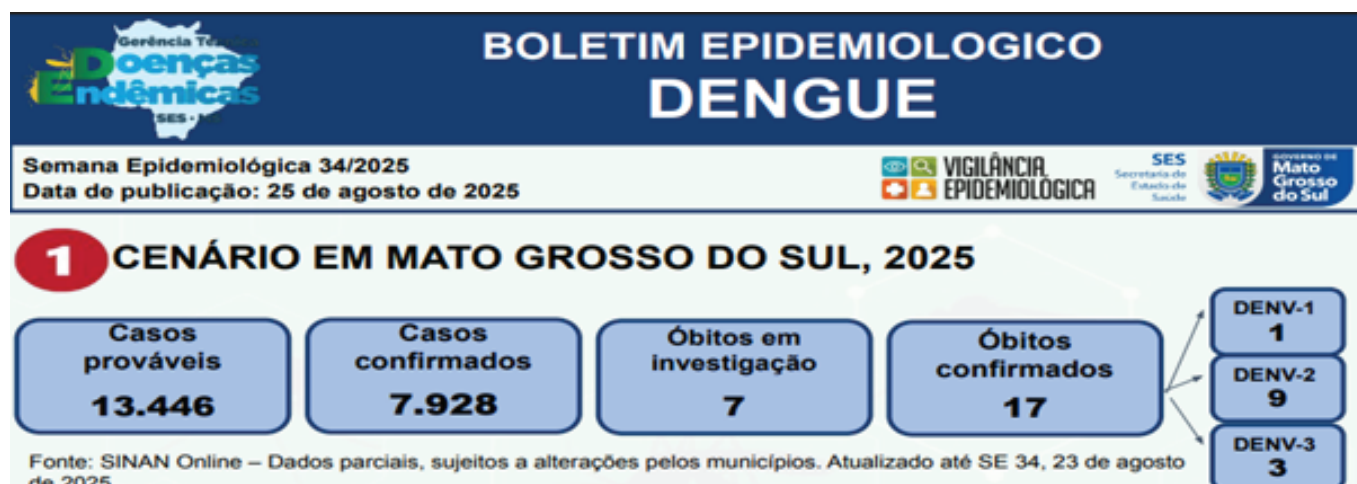 Gerência Técnica
Doenças
Endêmicas
SES -
BOLETIM EPIDEMIOLOGICO
DENGUE
Semana Epidemiológica 34/2025
Data de publicação: 25 de agosto de 2025
VIGILÂNCIA
EPIDEMIOLÓGICA
SES
Secretaria de
Estado de
Saúde
GOVERNO DE
Mato
Grosso
do Sul
1 CENÁRIO EM MATO GROSSO DO SUL, 2025
Casos
prováveis
13.446
Casos
confirmados
7.928
Óbitos em
investigação
7
Óbitos
confirmados
17
DENV-1
1
DENV-2
9
DENV-3
3
Fonte: SINAN Online – Dados parciais, sujeitos a alterações pelos municípios. Atualizado até SE 34, 23 de agosto
de 2025